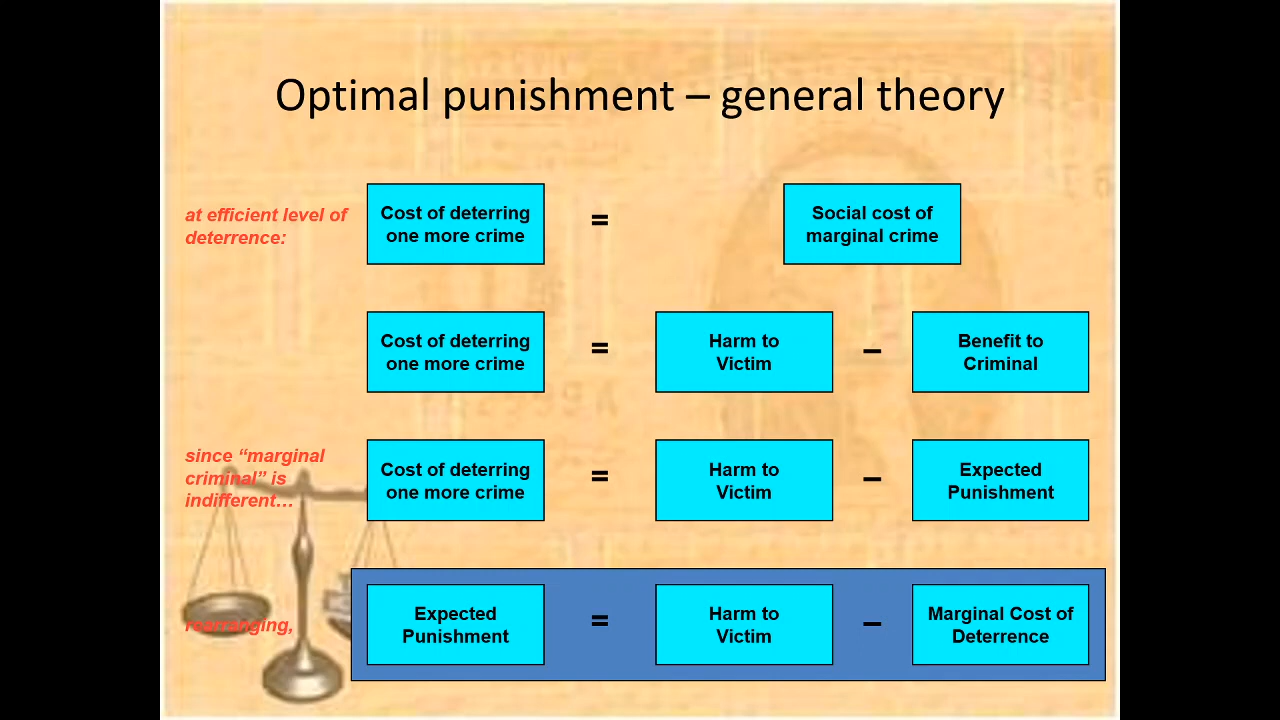 Optimal punishment – general theory
at efficient level of
deterrence:
Cost of deterring
one more crime
=
Social cost of
marginal crime
Cost of deterring
one more crime
=
Harm to
Victim
–
Benefit to
Criminal
since “marginal
criminal” is
indifferent…
Cost of deterring
one more crime
=
Harm to
Victim
–
Expected
Punishment
rearranging,
Expected
Punishment
=
Harm to
Victim
–
Marginal Cost of
Deterrence